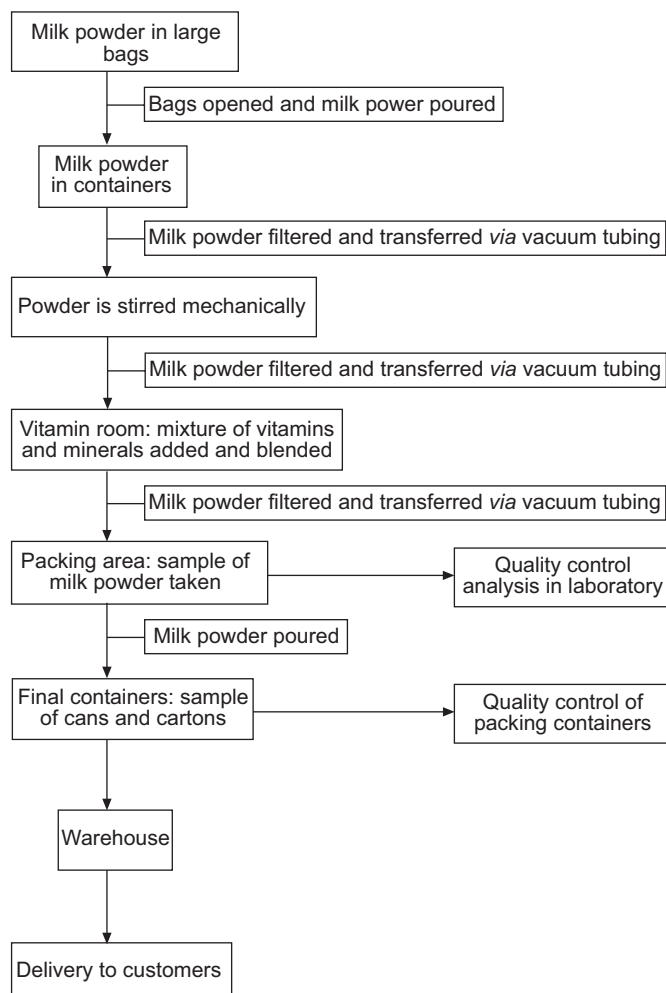 Milk powder in large
bags
Bags opened and milk power poured
Milk powder
in containers
Milk powder filtered and transferred via vacuum tubing
Powder is stirred mechanically
Milk powder filtered and transferred via vacuum tubing
Vitamin room: mixture of vitamins
and minerals added and blended
Milk powder filtered and transferred via vacuum tubing
Packing area: sample of
milk powder taken
Quality control
analysis in laboratory
Milk powder poured
Final containers: sample
of cans and cartons
Quality control of
packing containers
Warehouse
Delivery to customers